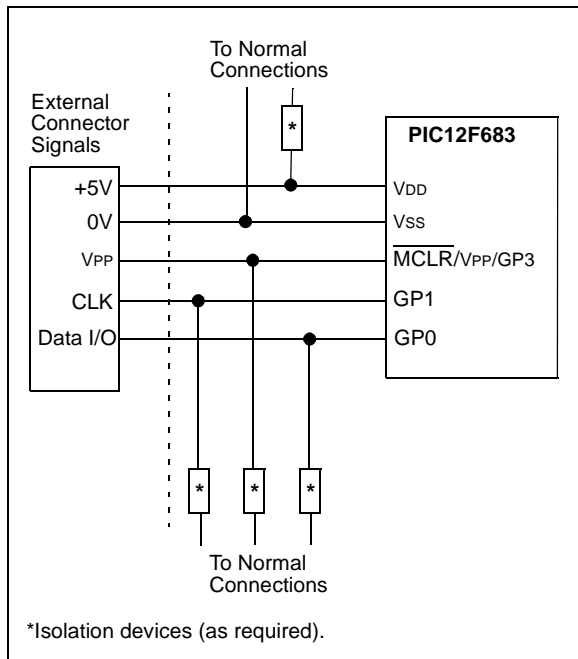 To Normal
Connections
External
Connector
Signals
*
PIC12F683
+5V
VDD
0V
VSS
VPP
MCLR/VPP/GP3
CLK
GP1
Data I/O
GP0
* * *
To Normal
Connections
*Isolation devices (as required).